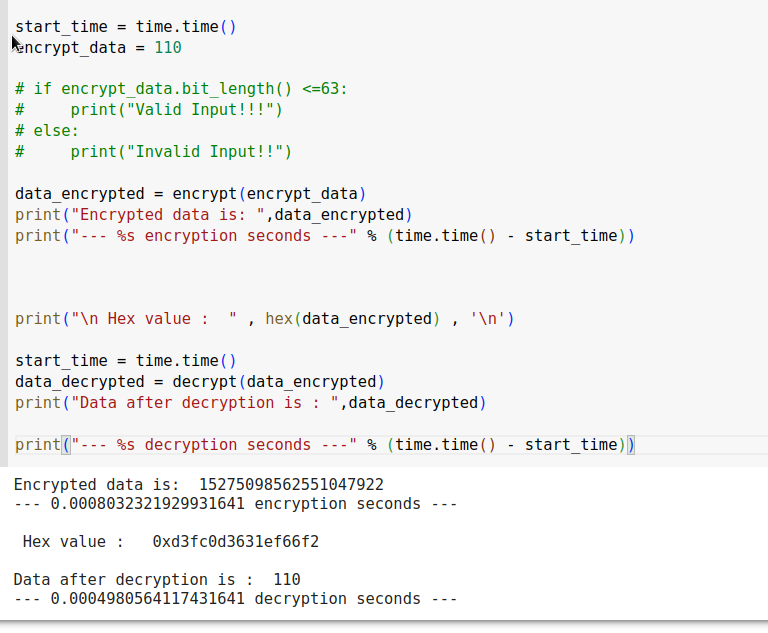 start_time = time.time()
encrypt_data = 110
# if encrypt_data.bit_length() <=63:
#     print("Valid Input!!!")
# else:
#     print("Invalid Input!!")
data_encrypted = encrypt(encrypt_data)
print("Encrypted data is: ",data_encrypted)
print("--- %s encryption seconds ---" % (time.time() - start_time))
print("\n Hex value :  " , hex(data_encrypted) , '\n')
start_time = time.time()
data_decrypted = decrypt(data_encrypted)
print("Data after decryption is : ",data_decrypted)
print("--- %s decryption seconds ---" % (time.time() - start_time))
Encrypted data is:  15275098562551047922
--- 0.0008032321929931641 encryption seconds ---
 Hex value :   0xd3fc0d3631ef66f2
Data after decryption is :  110
--- 0.0004980564117431641 decryption seconds ---